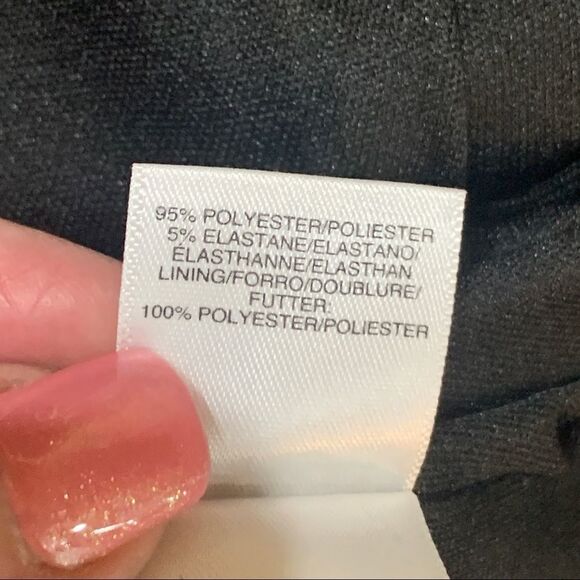 95% POLYESTER/POLIESTER
5% ELASTANE/ELASTANO/
ÉLASTHANNE/ELASTHAN
LINING/FORRO/DOUBLURE/
FUTTER:
100% POLYESTER/POLIESTER